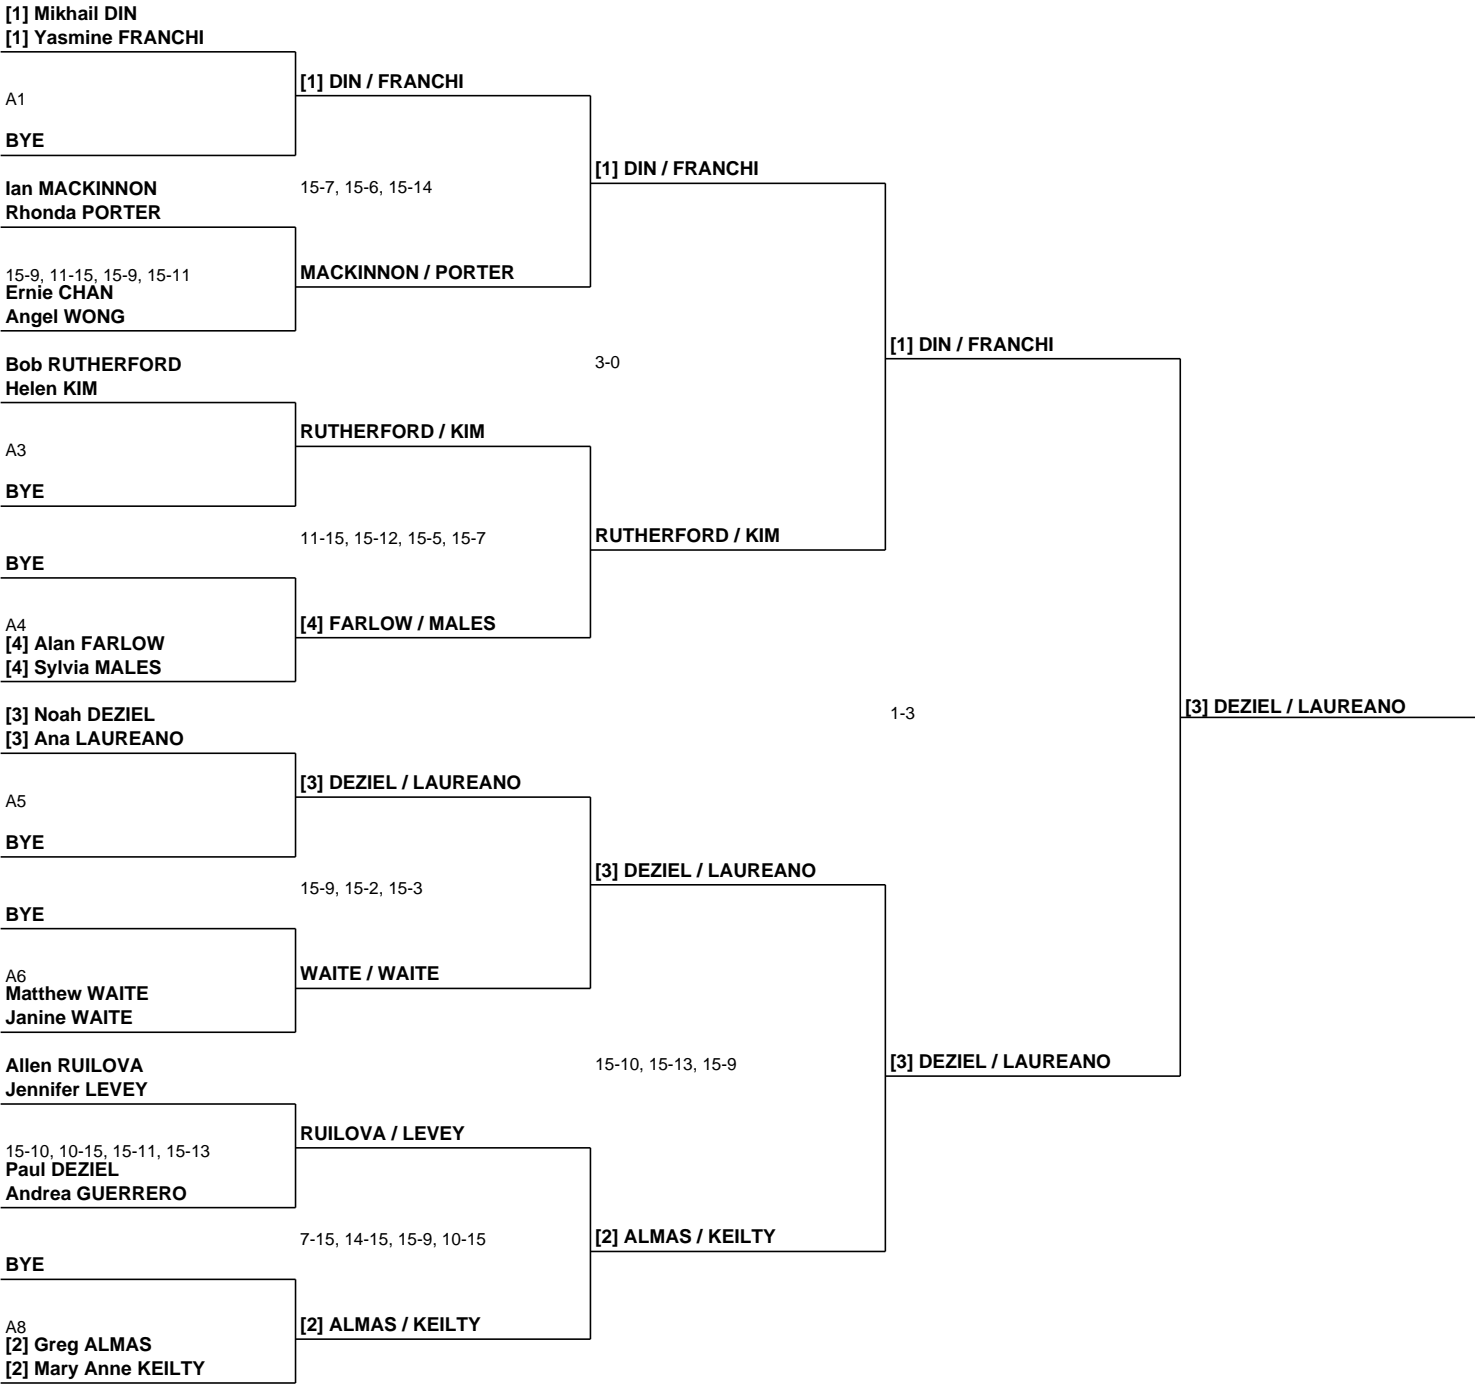 [1] Mikhail DIN
[1] Yasmine FRANCHI
A1
BYE
[1] DIN / FRANCHI
Ian MACKINNON
Rhonda PORTER
15-9, 11-15, 15-9, 15-11
Ernie CHAN
Angel WONG
MACKINNON / PORTER
15-7, 15-6, 15-14
[1] DIN / FRANCHI
Bob RUTHERFORD
Helen KIM
A3
BYE
RUTHERFORD / KIM
BYE
A4
[4] Alan FARLOW
[4] Sylvia MALES
[4] FARLOW / MALES
11-15, 15-12, 15-5, 15-7
RUTHERFORD / KIM
3-0
[1] DIN / FRANCHI
[3] Noah DEZIEL
[3] Ana LAUREANO
A5
BYE
[3] DEZIEL / LAUREANO
BYE
A6
Matthew WAITE
Janine WAITE
WAITE / WAITE
15-9, 15-2, 15-3
[3] DEZIEL / LAUREANO
Allen RUILOVA
Jennifer LEVEY
15-10, 10-15, 15-11, 15-13
Paul DEZIEL
Andrea GUERRERO
RUILOVA / LEVEY
BYE
A8
[2] Greg ALMAS
[2] Mary Anne KEILTY
[2] ALMAS / KEILTY
7-15, 14-15, 15-9, 10-15
[2] ALMAS / KEILTY
15-10, 15-13, 15-9
[3] DEZIEL / LAUREANO
1-3
[3] DEZIEL / LAUREANO